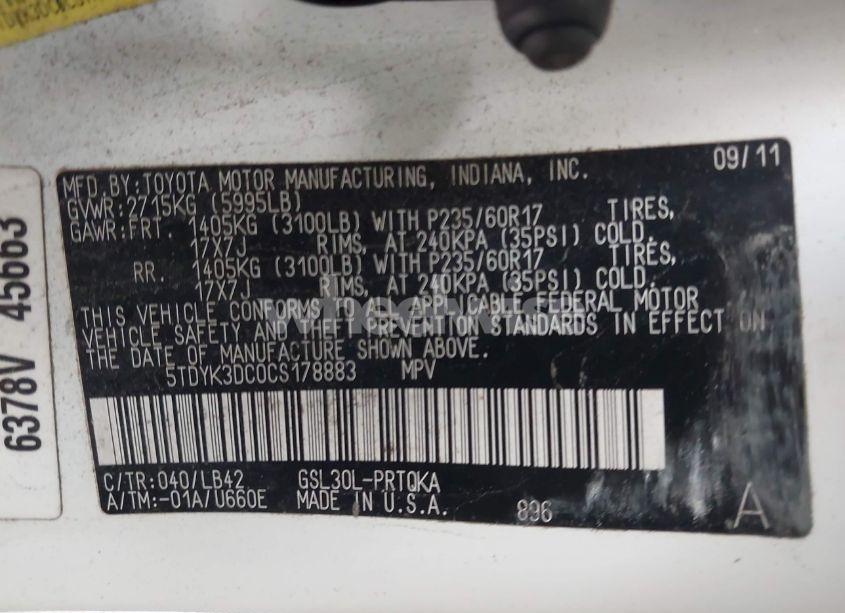 MFD.BY:TOYOTA MOTOR MANUFACTURING, INDIANA, INC. 09/11
GVWR:2715KG (5995LB)
GAWR:FRT 1405KG (3100LB) WITH P235/60R17 TIRES,
17X7J RIMS, AT 240KPA (35PSI) COLD.
RR. 1405KG (3100LB) WITH P235/60R17 TIRES,
17X7J RIMS, AT 240KPA (35PSI) COLD.
THIS VEHICLE CONFORMS TO ALL APPLICABLE FEDERAL MOTOR
VEHICLE SAFETY AND THEFT PREVENTION STANDARDS IN EFFECT ON
THE DATE OF MANUFACTURE SHOWN ABOVE.
5TDYK3DC0CS178883 MPV
C/TR:040/LB42 GSL30L-PRTQKA
A/TM:-01A/U660E MADE IN U.S.A. 896 A
6378V 45663